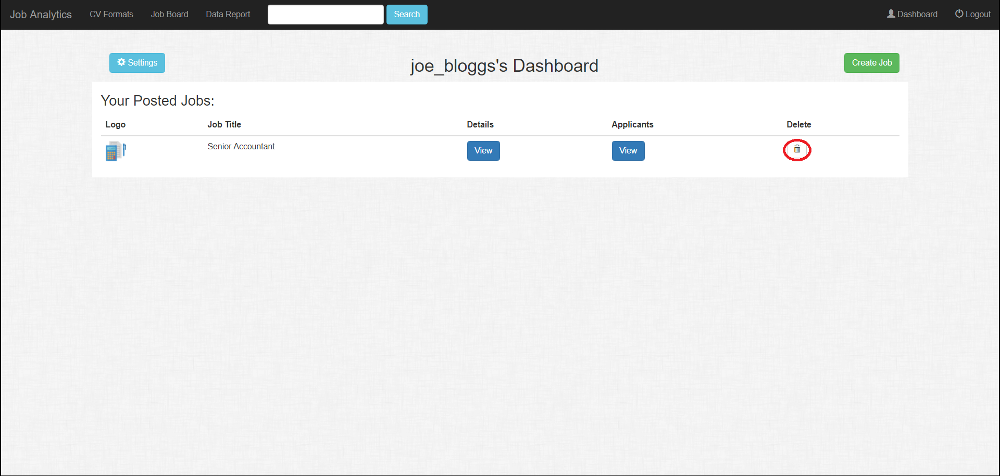 Job Analytics CV Formats Job Board Data Report Search Dashboard Logout
Settings joe_bloggs's Dashboard Create Job
Your Posted Jobs:
Logo Job Title Details Applicants Delete
Senior Accountant View View